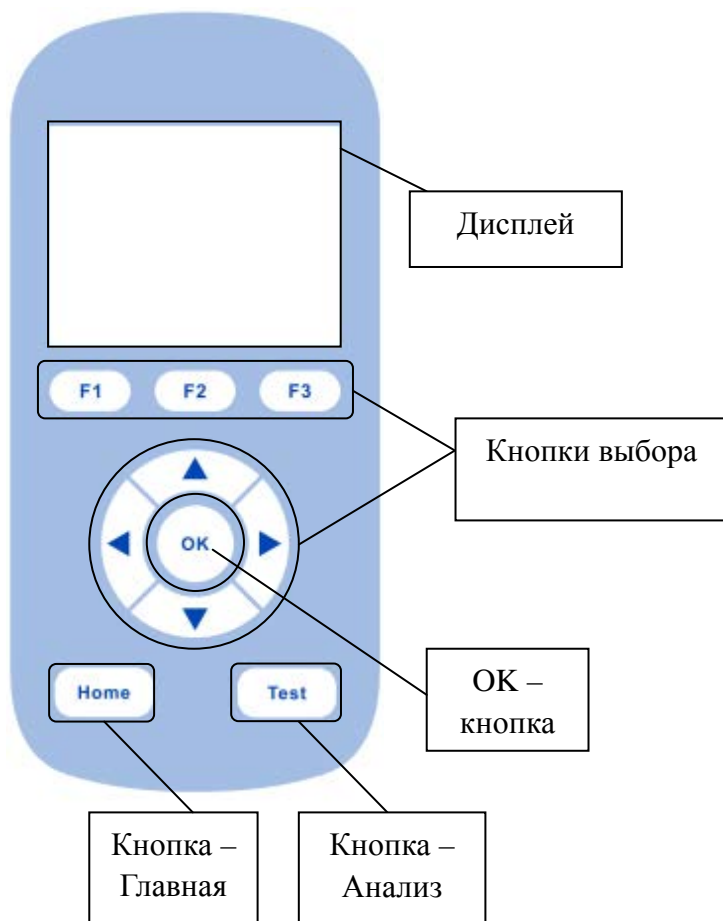 Дисплей
F1 F2 F3
Кнопки выбора
OK
OK –
кнопка
Home Test
Кнопка –
Главная
Кнопка –
Анализ